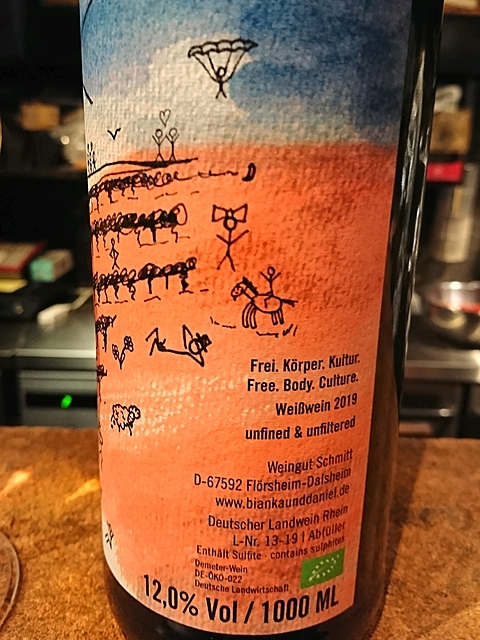 Frei. Körper. Kultur.
Free. Body. Culture.
Weißwein 2019
unfined & unfiltered
Weingut Schmitt
D-67592 Flörsheim-Dalsheim
www.biankaunddaniel.de
Deutscher Landwein Rhein
L-Nr. 13-19 | Abfüller
Enthält Sulfite - contains sulphites
Demeter-Wein
DE-ÖKO-022
Deutsche Landwirtschaft
12,0% Vol / 1000 ML